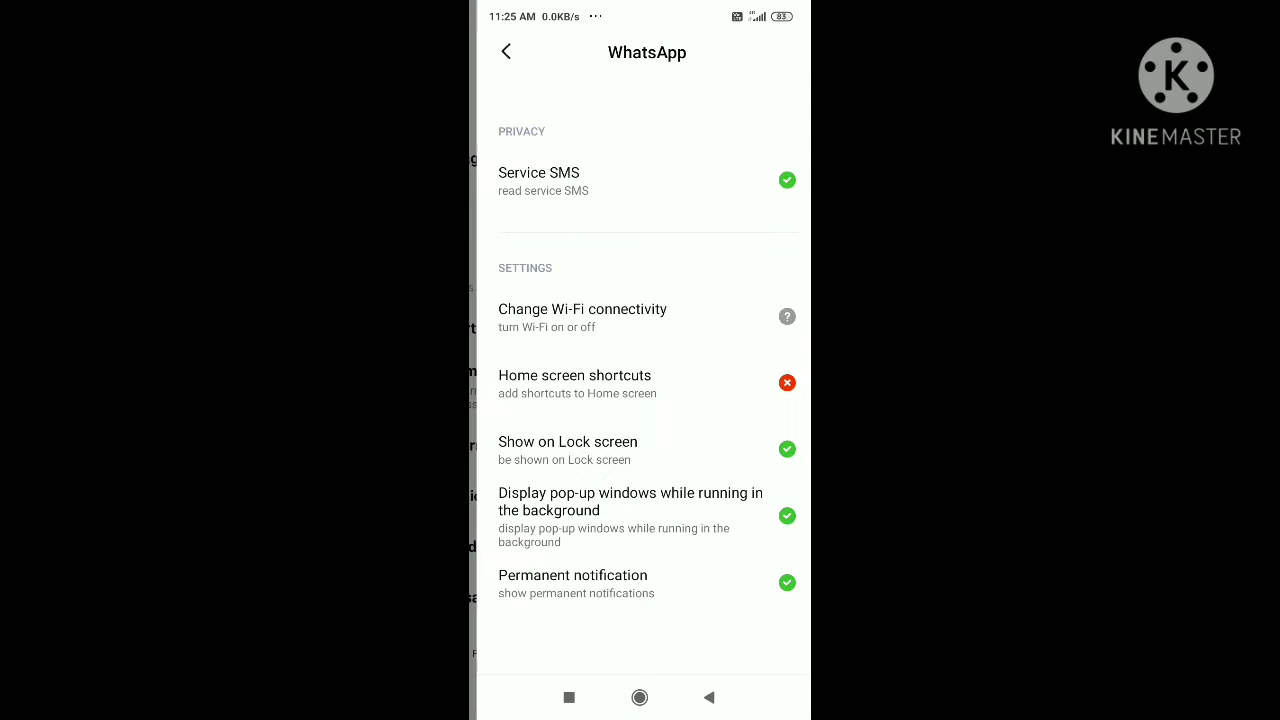 11:25 AM 0.0KB/s ... 83
WhatsApp
K
KINEMASTER
PRIVACY
Service SMS
read service SMS
SETTINGS
Change Wi-Fi connectivity
turn Wi-Fi on or off
?
Home screen shortcuts
add shortcuts to Home screen
Show on Lock screen
be shown on Lock screen
Display pop-up windows while running in
the background
display pop-up windows while running in the
background
Permanent notification
show permanent notifications